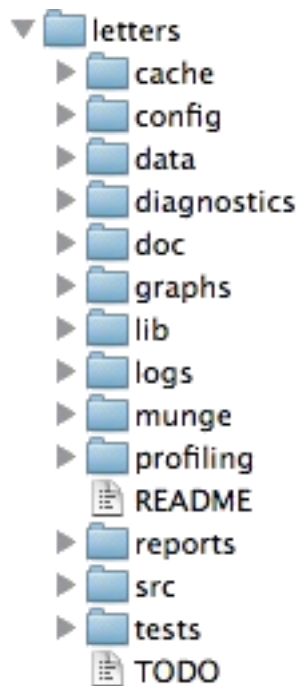 letters
cache
config
data
diagnostics
doc
graphs
lib
logs
munge
profiling
README
reports
src
tests
TODO